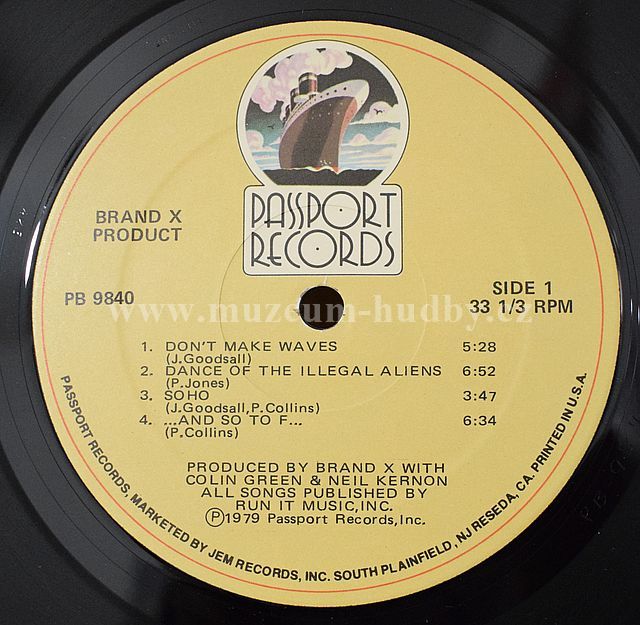 PASSPORT
RECORDS
BRAND X
PRODUCT
PB 9840
SIDE 1
33 1/3 RPM
www.muzeum-hudby.cz
1. DON'T MAKE WAVES 5:28
(J.Goodsall)
2. DANCE OF THE ILLEGAL ALIENS 6:52
(P.Jones)
3. SOHO 3:47
(J.Goodsall,P.Collins)
4. ...AND SO TO F... 6:34
(P.Collins)
PRODUCED BY BRAND X WITH
COLIN GREEN & NEIL KERNON
ALL SONGS PUBLISHED BY
RUN IT MUSIC,INC.
Ⓟ1979 Passport Records,Inc.
PASSPORT RECORDS, MARKETED BY JEM RECORDS, INC. SOUTH PLAINFIELD, NJ RESEDA, CA. PRINTED IN U.S.A.